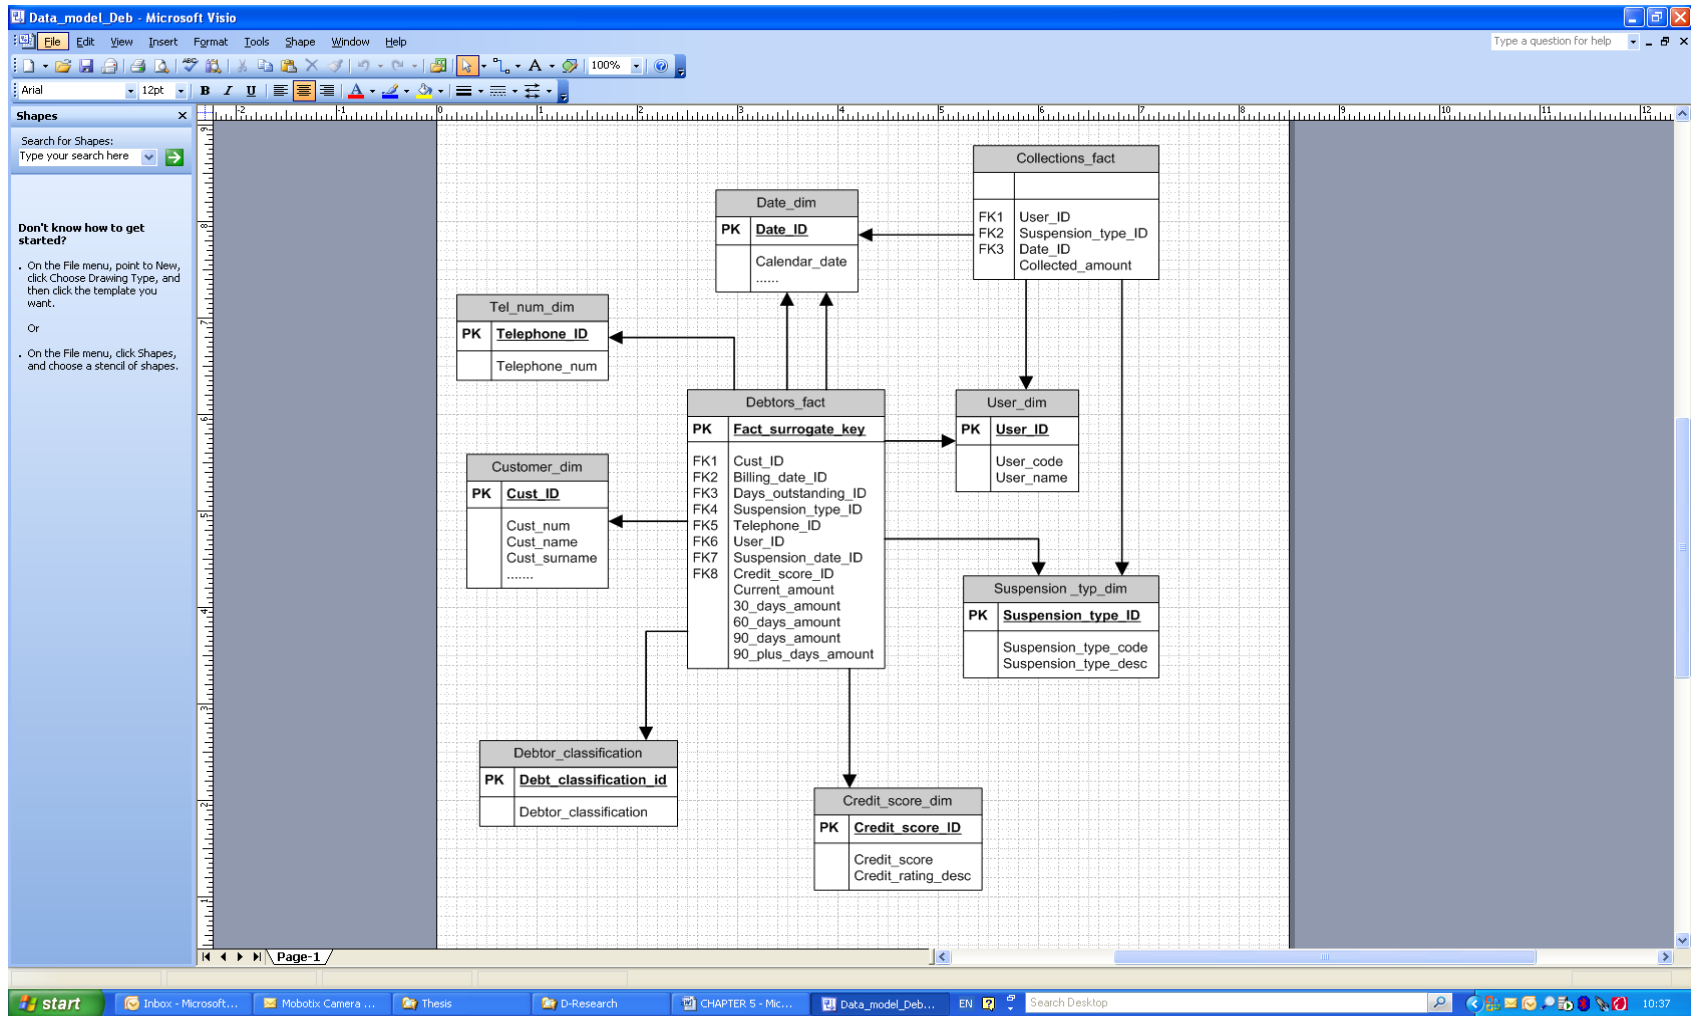 Data_model_Deb - Microsoft Visio
File Edit View Insert Format Tools Shape Window Help
Type a question for help
100%
Arial 12pt B I U
Shapes
Search for Shapes:
Type your search here
Don't know how to get started?
On the File menu, point to New,
click Choose Drawing Type, and
then click the template you
want.
Or
On the File menu, click Shapes,
and choose a stencil of shapes.
Collections_fact
FK1 User_ID
FK2 Suspension_type_ID
FK3 Date_ID
Collected_amount
Date_dim
PK Date_ID
Calendar_date
......
Tel_num_dim
PK Telephone_ID
Telephone_num
Debtors_fact
PK Fact_surrogate_key
FK1 Cust_ID
FK2 Billing_date_ID
FK3 Days_outstanding_ID
FK4 Suspension_type_ID
FK5 Telephone_ID
FK6 User_ID
FK7 Suspension_date_ID
FK8 Credit_score_ID
Current_amount
30_days_amount
60_days_amount
90_days_amount
90_plus_days_amount
User_dim
PK User_ID
User_code
User_name
Customer_dim
PK Cust_ID
Cust_num
Cust_name
Cust_surname
.......
Suspension _typ_dim
PK Suspension_type_ID
Suspension_type_code
Suspension_type_desc
Debtor_classification
PK Debt_classification_id
Debtor_classification
Credit_score_dim
PK Credit_score_ID
Credit_score
Credit_rating_desc
Page-1
start
Inbox - Microsoft...
Mobotix Camera ...
Thesis
D-Research
CHAPTER 5 - Mic...
Data_model_Deb...
EN
Search Desktop
10:37